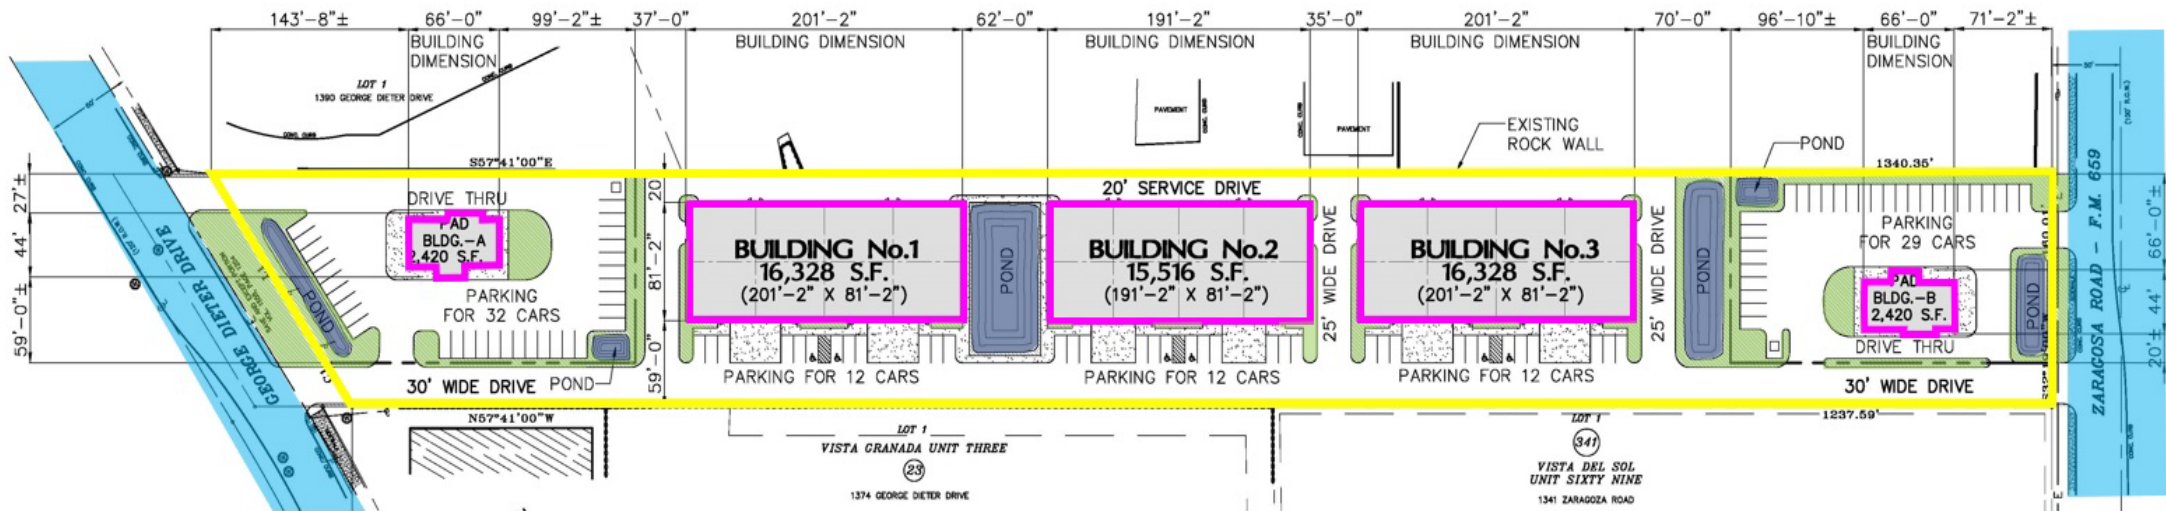 143'-8"±
66'-0"
99'-2"±
37'-0"
201'-2"
62'-0"
191'-2"
35'-0"
201'-2"
70'-0"
96'-10"±
66'-0"
71'-2"±
BUILDING
DIMENSION
BUILDING DIMENSION
BUILDING DIMENSION
BUILDING DIMENSION
BUILDING
DIMENSION
LOT 1
1390 GEORGE DIETER DRIVE
CONC. CURB
CONC. CURB
PAVEMENT
CONC. CURB
CONC. CURB
PAVEMENT
EXISTING
ROCK WALL
POND
S57°41'00"E
1340.35'
27'±
44'
59'-0"±
DRIVE THRU
PAD
BLDG.-A
2,420 S.F.
PARKING
FOR 32 CARS
POND
GEORGE DIETER DRIVE
30' WIDE DRIVE
POND
20'
81'-2"
59'-0"
20' SERVICE DRIVE
BUILDING No.1
16,328 S.F.
(201'-2" X 81'-2")
POND
BUILDING No.2
15,516 S.F.
(191'-2" X 81'-2")
25' WIDE DRIVE
BUILDING No.3
16,328 S.F.
(201'-2" X 81'-2")
25' WIDE DRIVE
POND
PARKING FOR 12 CARS
PARKING FOR 12 CARS
PARKING FOR 12 CARS
PARKING
FOR 29 CARS
PAD
BLDG.-B
2,420 S.F.
DRIVE THRU
POND
30' WIDE DRIVE
ZARAGOSA ROAD - F.M. 659
66'-0"±
44'
20'±
N57°41'00"W
1237.59'
LOT 1
VISTA GRANADA UNIT THREE
23
1374 GEORGE DIETER DRIVE
LOT 1
341
VISTA DEL SOL
UNIT SIXTY NINE
1341 ZARAGOZA ROAD